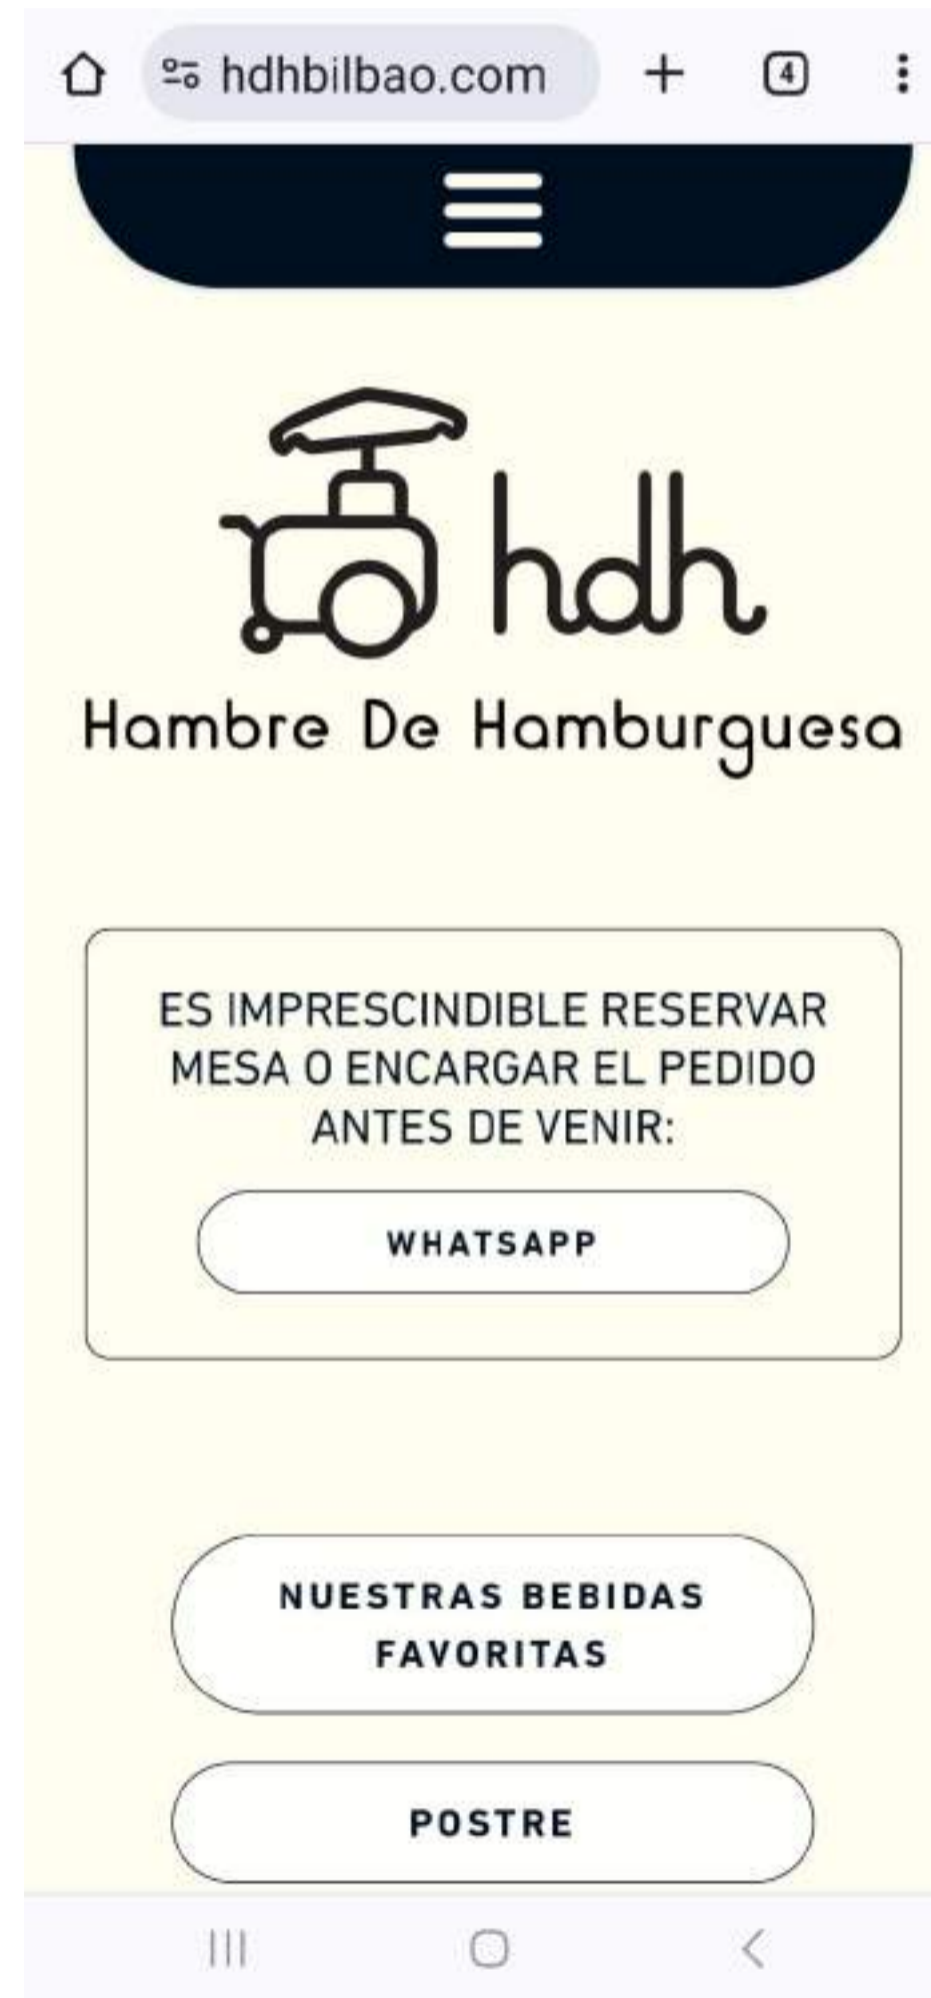 hdhbilbao.com
4
hdh
Hambre De Hamburguesa
ES IMPRESCINDIBLE RESERVAR
MESA O ENCARGAR EL PEDIDO
ANTES DE VENIR:
WHATSAPP
NUESTRAS BEBIDAS
FAVORITAS
POSTRE